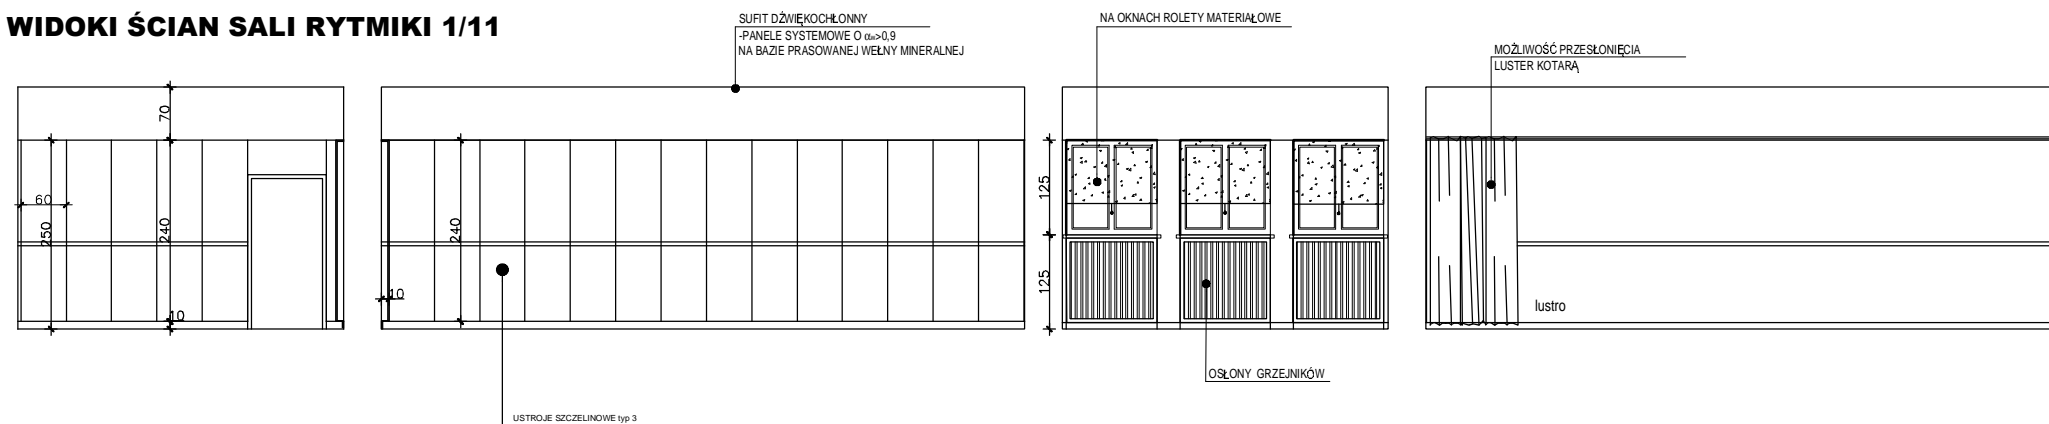 WIDOKI ŚCIAN SALI RYTMIKI 1/11
SUFIT DŹWIĘKOCHŁONNY
-PANELE SYSTEMOWE O αw>0,9
NA BAZIE PRASOWANEJ WEŁNY MINERALNEJ
NA OKNACH ROLETY MATERIAŁOWE
MOŻLIWOŚĆ PRZESŁONIĘCIA
LUSTER KOTARĄ
70
60
250
240
10
240
10
125
125
lustro
OSŁONY GRZEJNIKÓW
USTROJE SZCZELINOWE typ 3